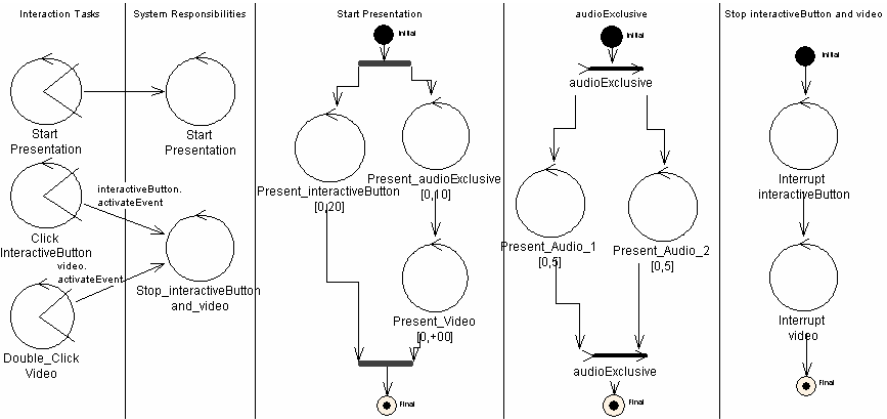 Interaction Tasks
System Responsibilities
Start Presentation
audioExclusive
Stop interactiveButton and video
Initial
Initial
Initial
audioExclusive
Start
Presentation
Start
Presentation
Present_interactiveButton
[0,20]
Present_audioExclusive
[0,10]
Interrupt
interactiveButton
interactiveButton.
activateEvent
Click
InteractiveButton
video.
activateEvent
Stop_interactiveButton
and_video
Present_Audio_1
[0,5]
Present_Audio_2
[0,5]
Present_Video
[0,+00]
Interrupt
video
Double_Click
Video
audioExclusive
Final
Final
Final